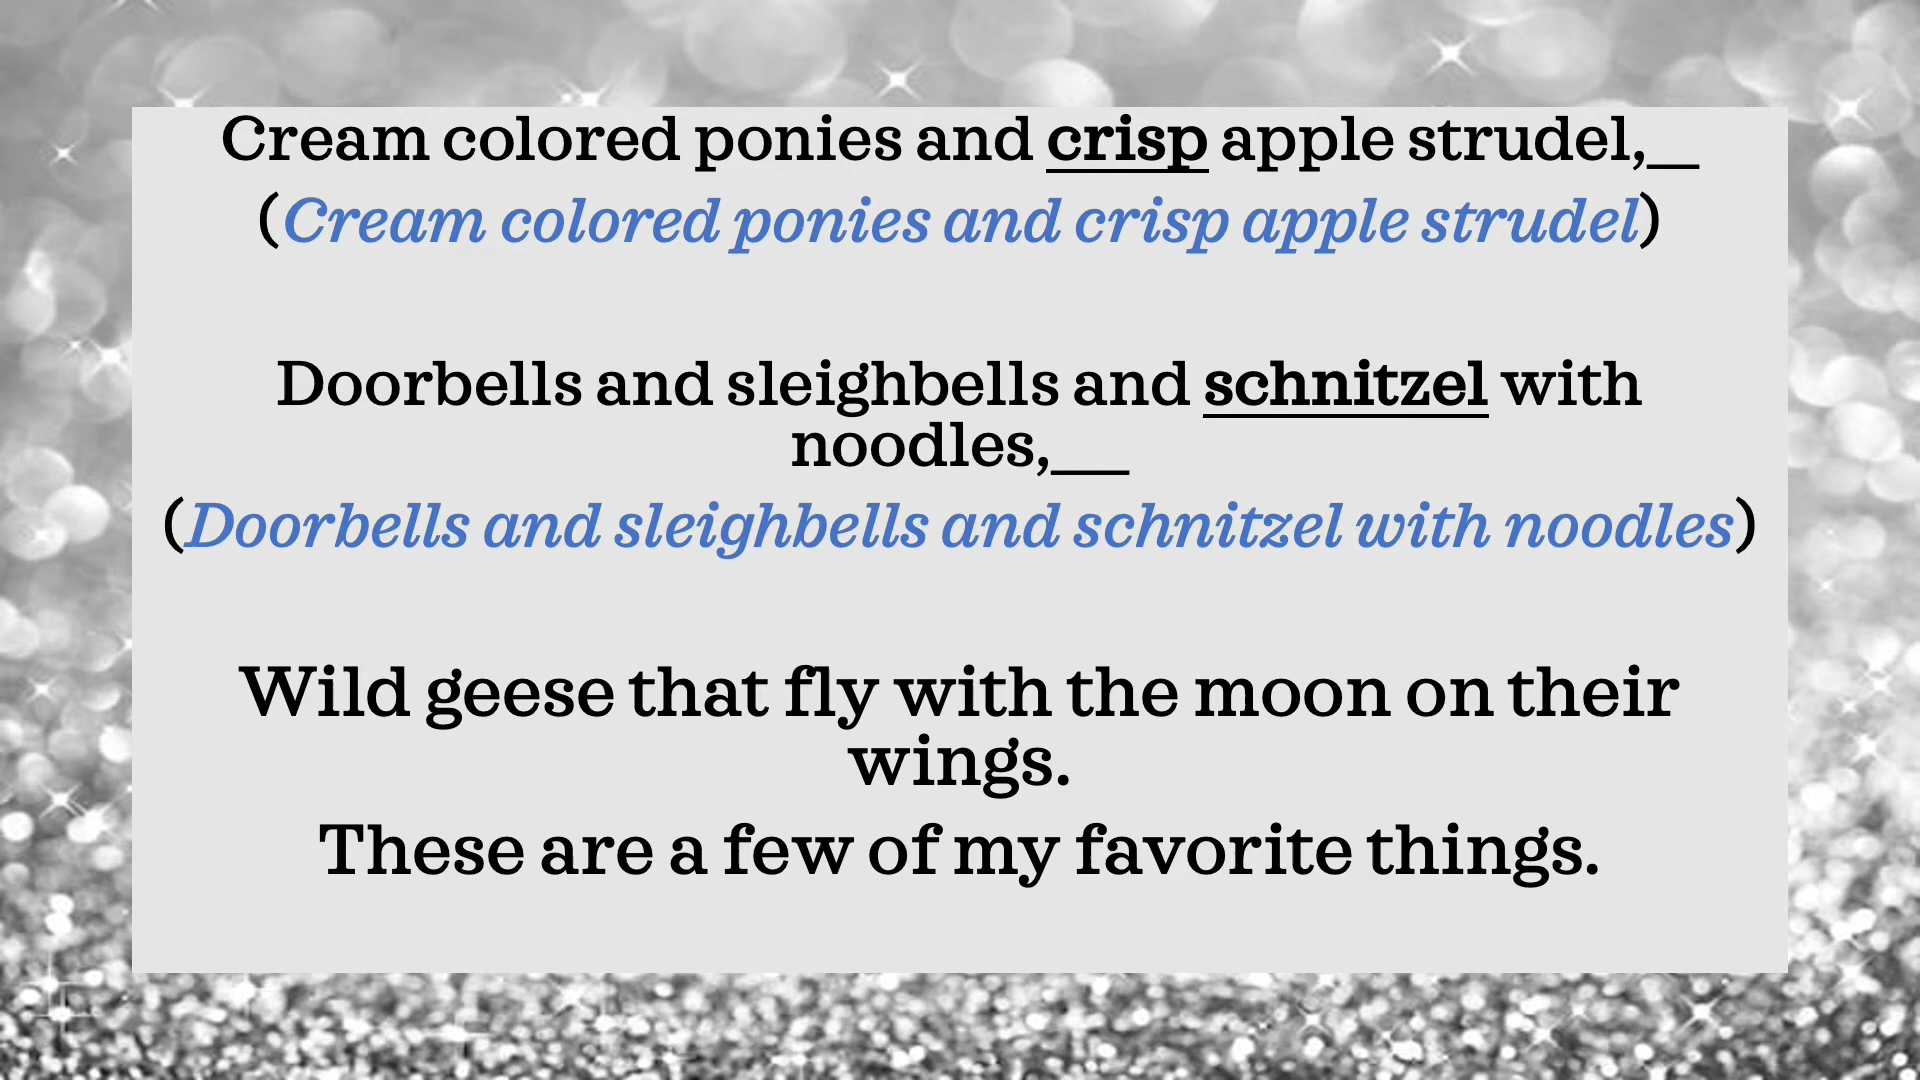 Cream colored ponies and crisp apple strudel,__
(Cream colored ponies and crisp apple strudel)
Doorbells and sleighbells and schnitzel with
noodles,___
(Doorbells and sleighbells and schnitzel with noodles)
Wild geese that fly with the moon on their
wings.
These are a few of my favorite things.